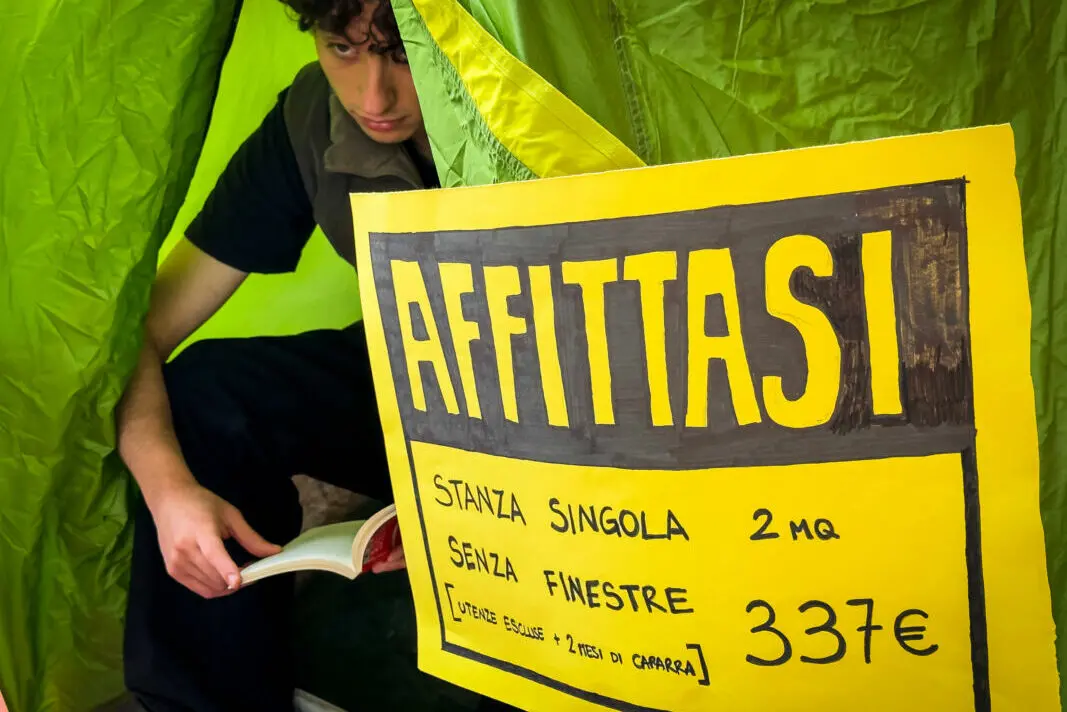 AFFITTASI
STANZA SINGOLA 2 MQ
SENZA FINESTRE
[UTENZE ESCLUSE + 2 MESI DI CAPARRA] 337€